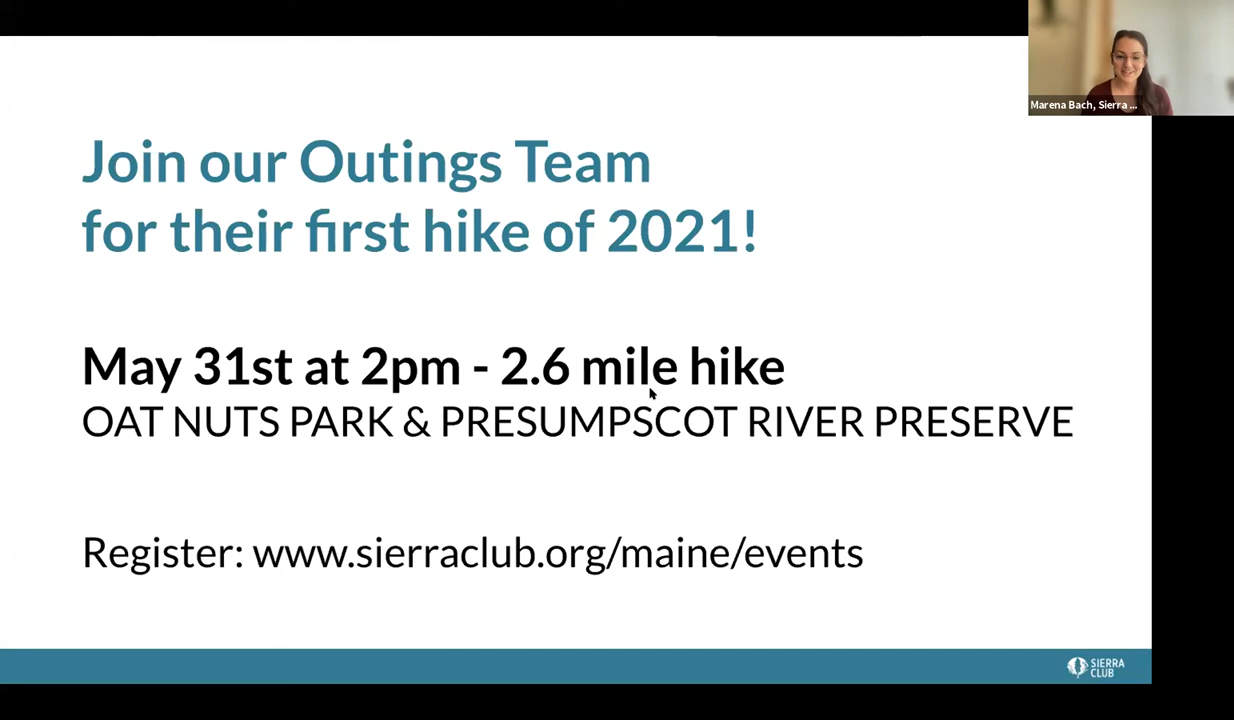 Marena Bach, Sierra ...
Join our Outings Team
for their first hike of 2021!
May 31st at 2pm - 2.6 mile hike
OAT NUTS PARK & PRESUMPSCOT RIVER PRESERVE
Register: www.sierraclub.org/maine/events
SIERRA
CLUB